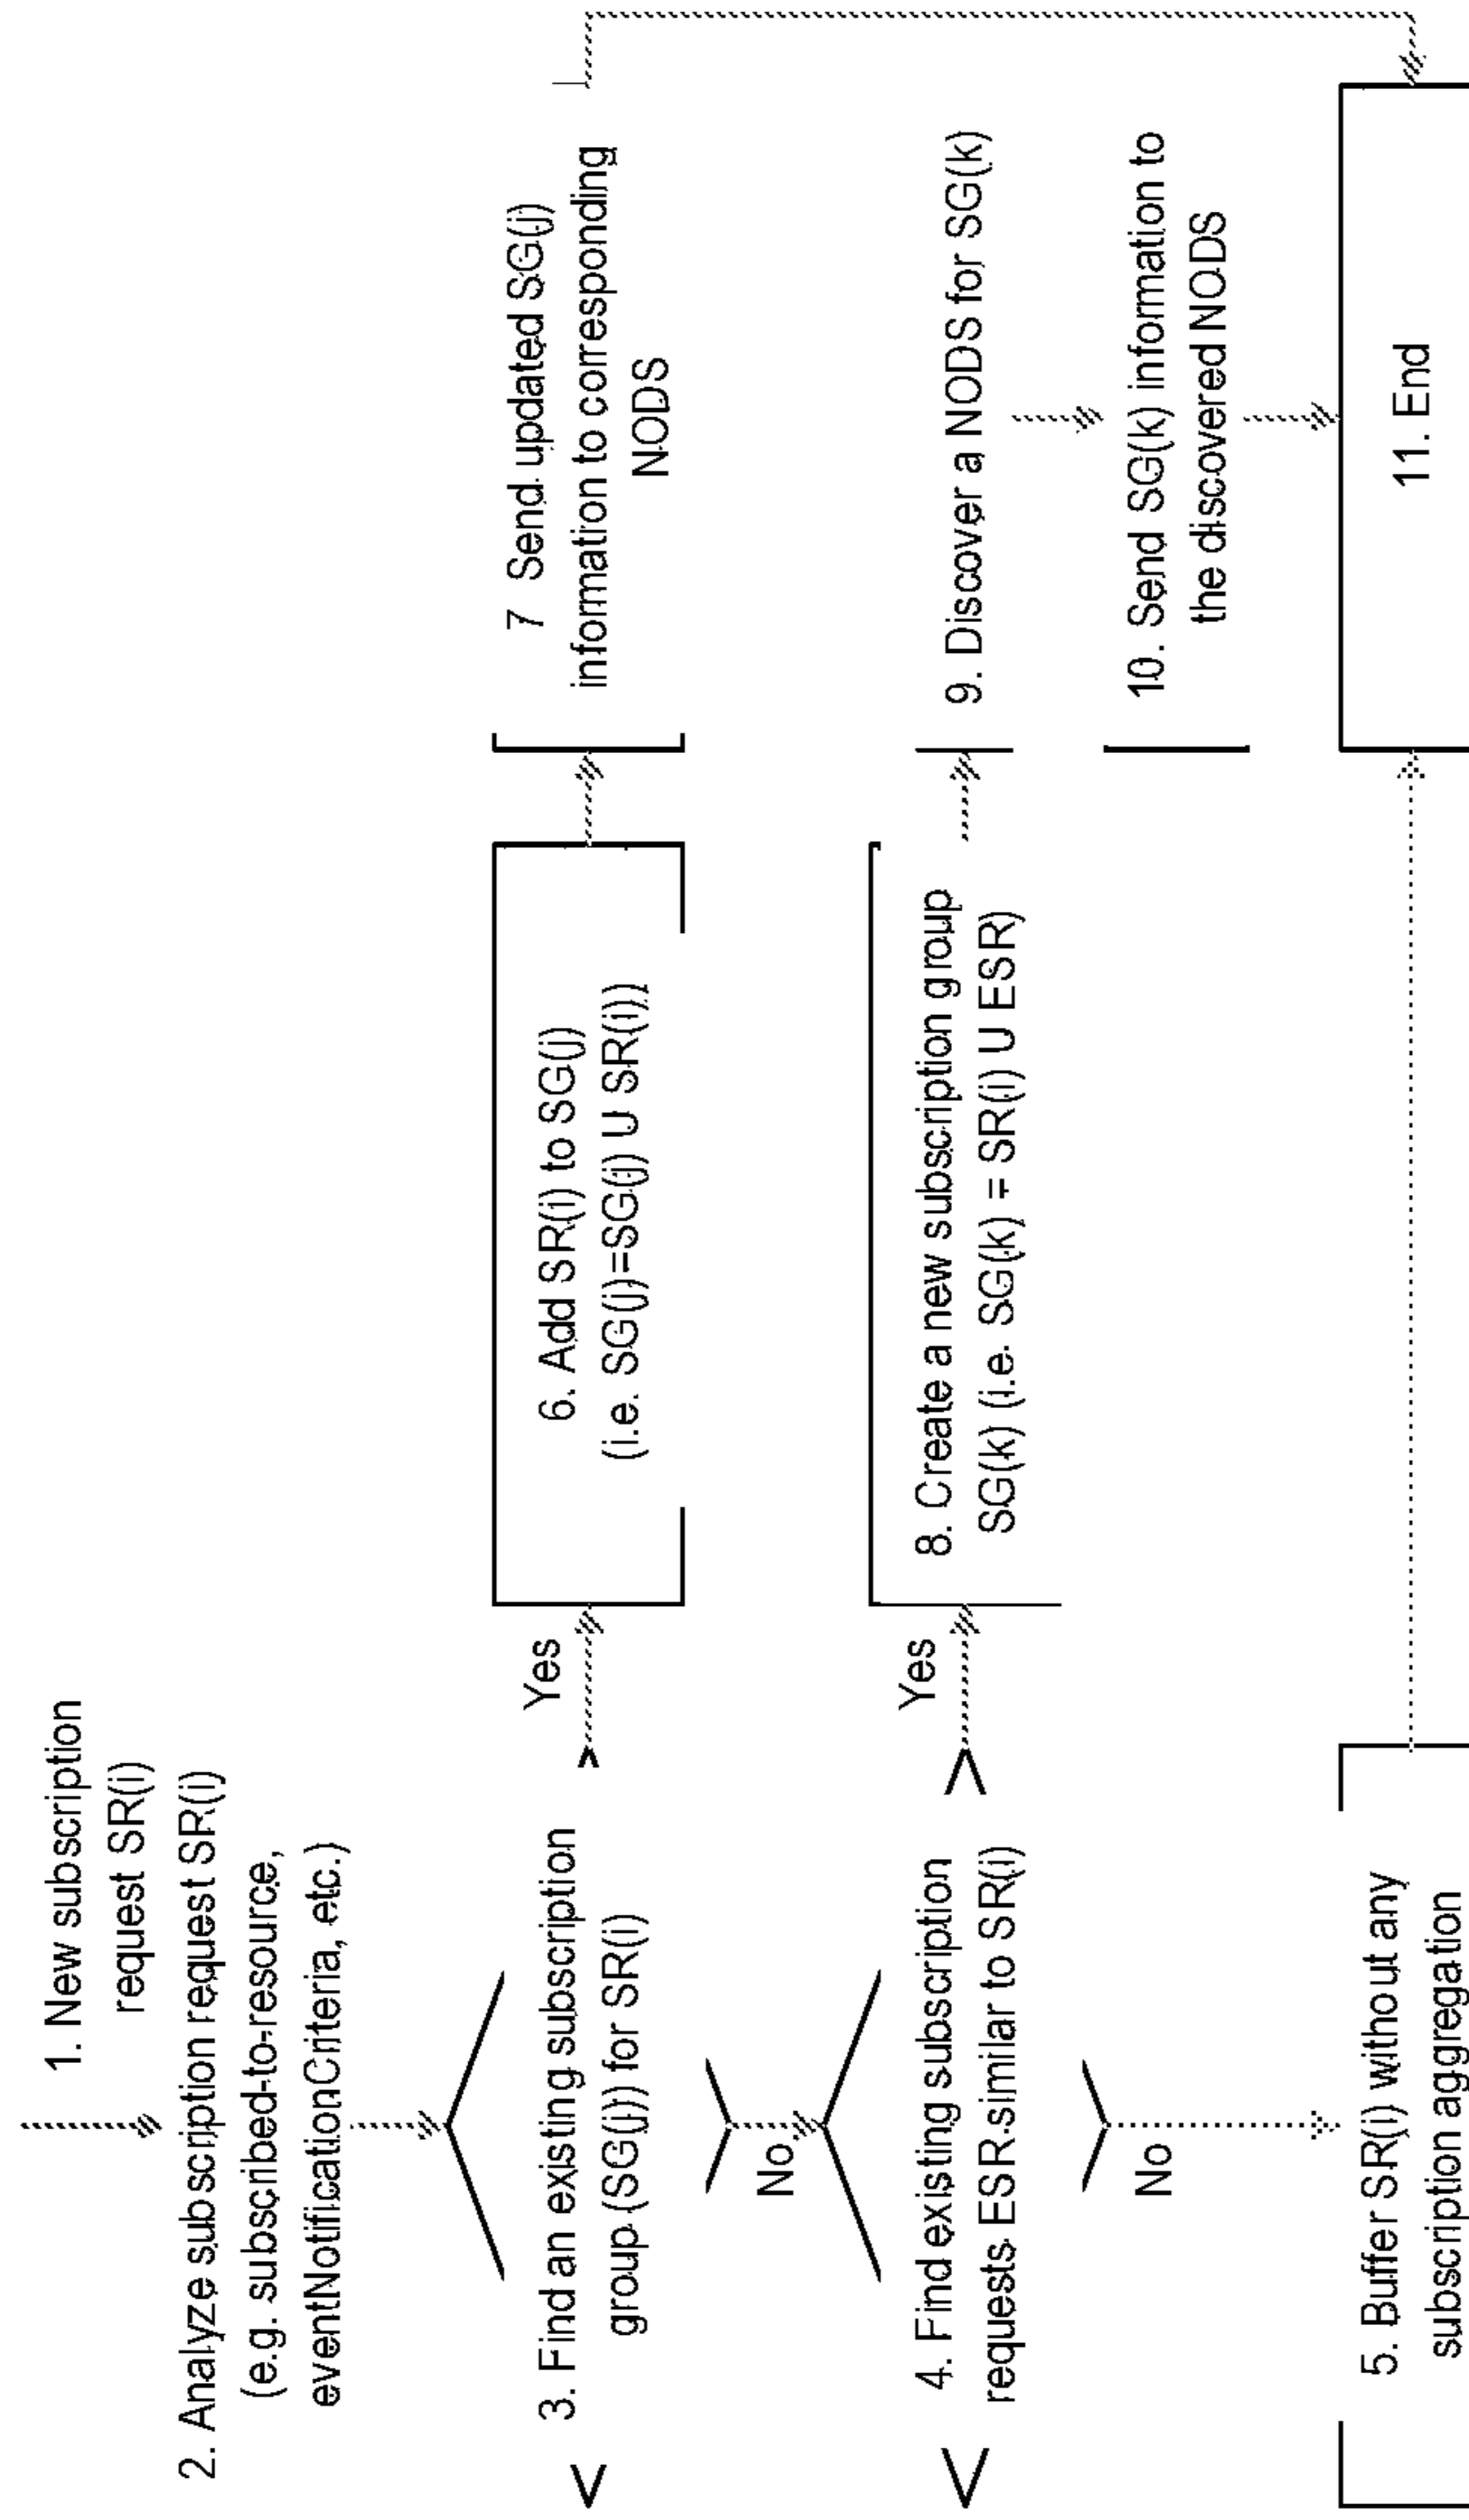 1. New subscription
request SR(i)
2. Analyze subscription request SR(i)
(e.g. subscribed-to-resource,
eventNotificationCriteria, etc.)
3. Find an existing subscription
group (SG(j)) for SR(i)
Yes
No
4. Find existing subscription
requests ESR similar to SR(i)
Yes
No
5. Buffer SR(i) without any
subscription aggregation
6. Add SR(i) to SG(j)
(i.e. SG(j)=SG(j) U SR(i))
7 Send updated SG(j)
information to corresponding
NODS
8. Create a new subscription group
SG(k) (i.e. SG(k) = SR(i) U ESR)
9. Discover a NODS for SG(k)
10. Send SG(k) information to
the discovered NODS
11. End